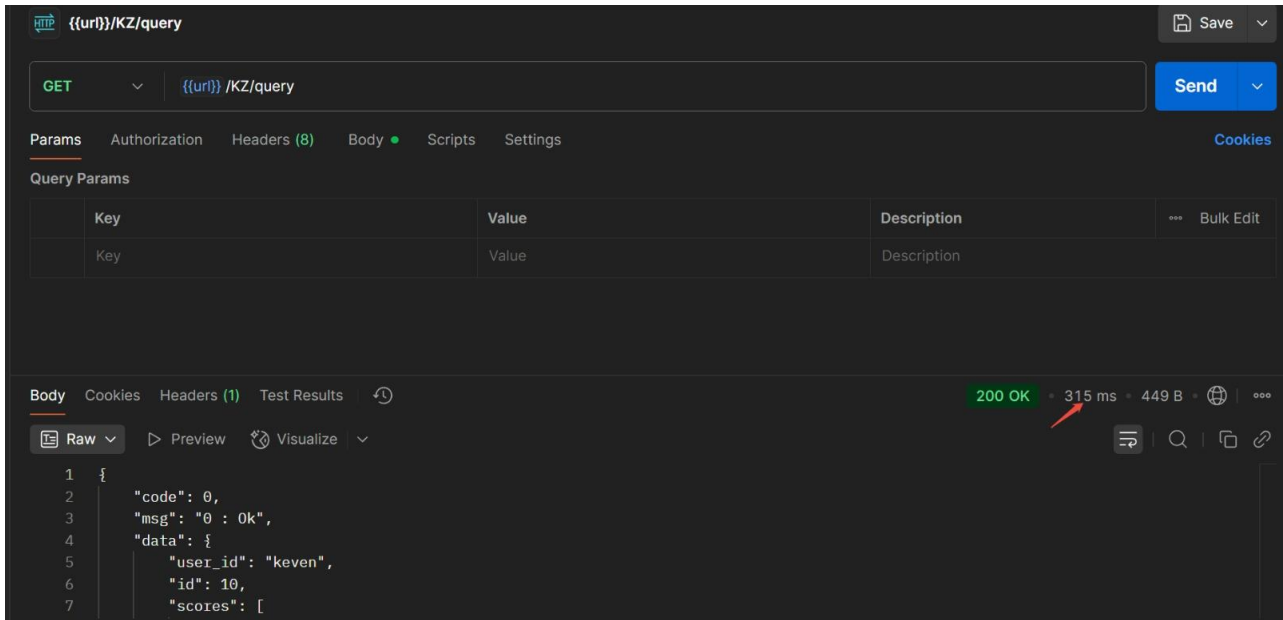 HTTP {{url}}/KZ/query Save
GET {{url}} /KZ/query Send
Params Authorization Headers (8) Body Scripts Settings Cookies
Query Params
Key Value Description Bulk Edit
Key Value Description
Body Cookies Headers (1) Test Results 200 OK 315 ms 449 B
Raw Preview Visualize
1 {
2 "code": 0,
3 "msg": "0 : Ok",
4 "data": {
5 "user_id": "keven",
6 "id": 10,
7 "scores": [